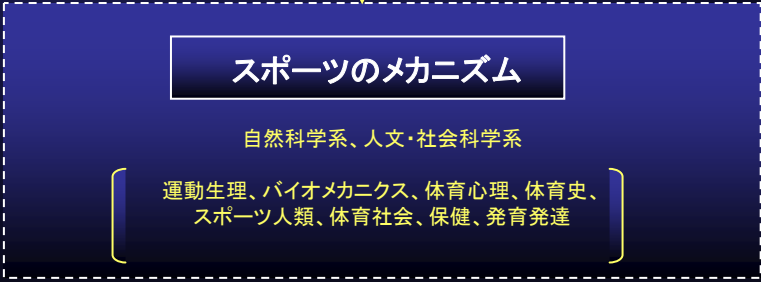 スポーツのメカニズム
自然科学系、人文・社会科学系
運動生理、バイオメカニクス、体育心理、体育史、
スポーツ人類、体育社会、保健、発育発達